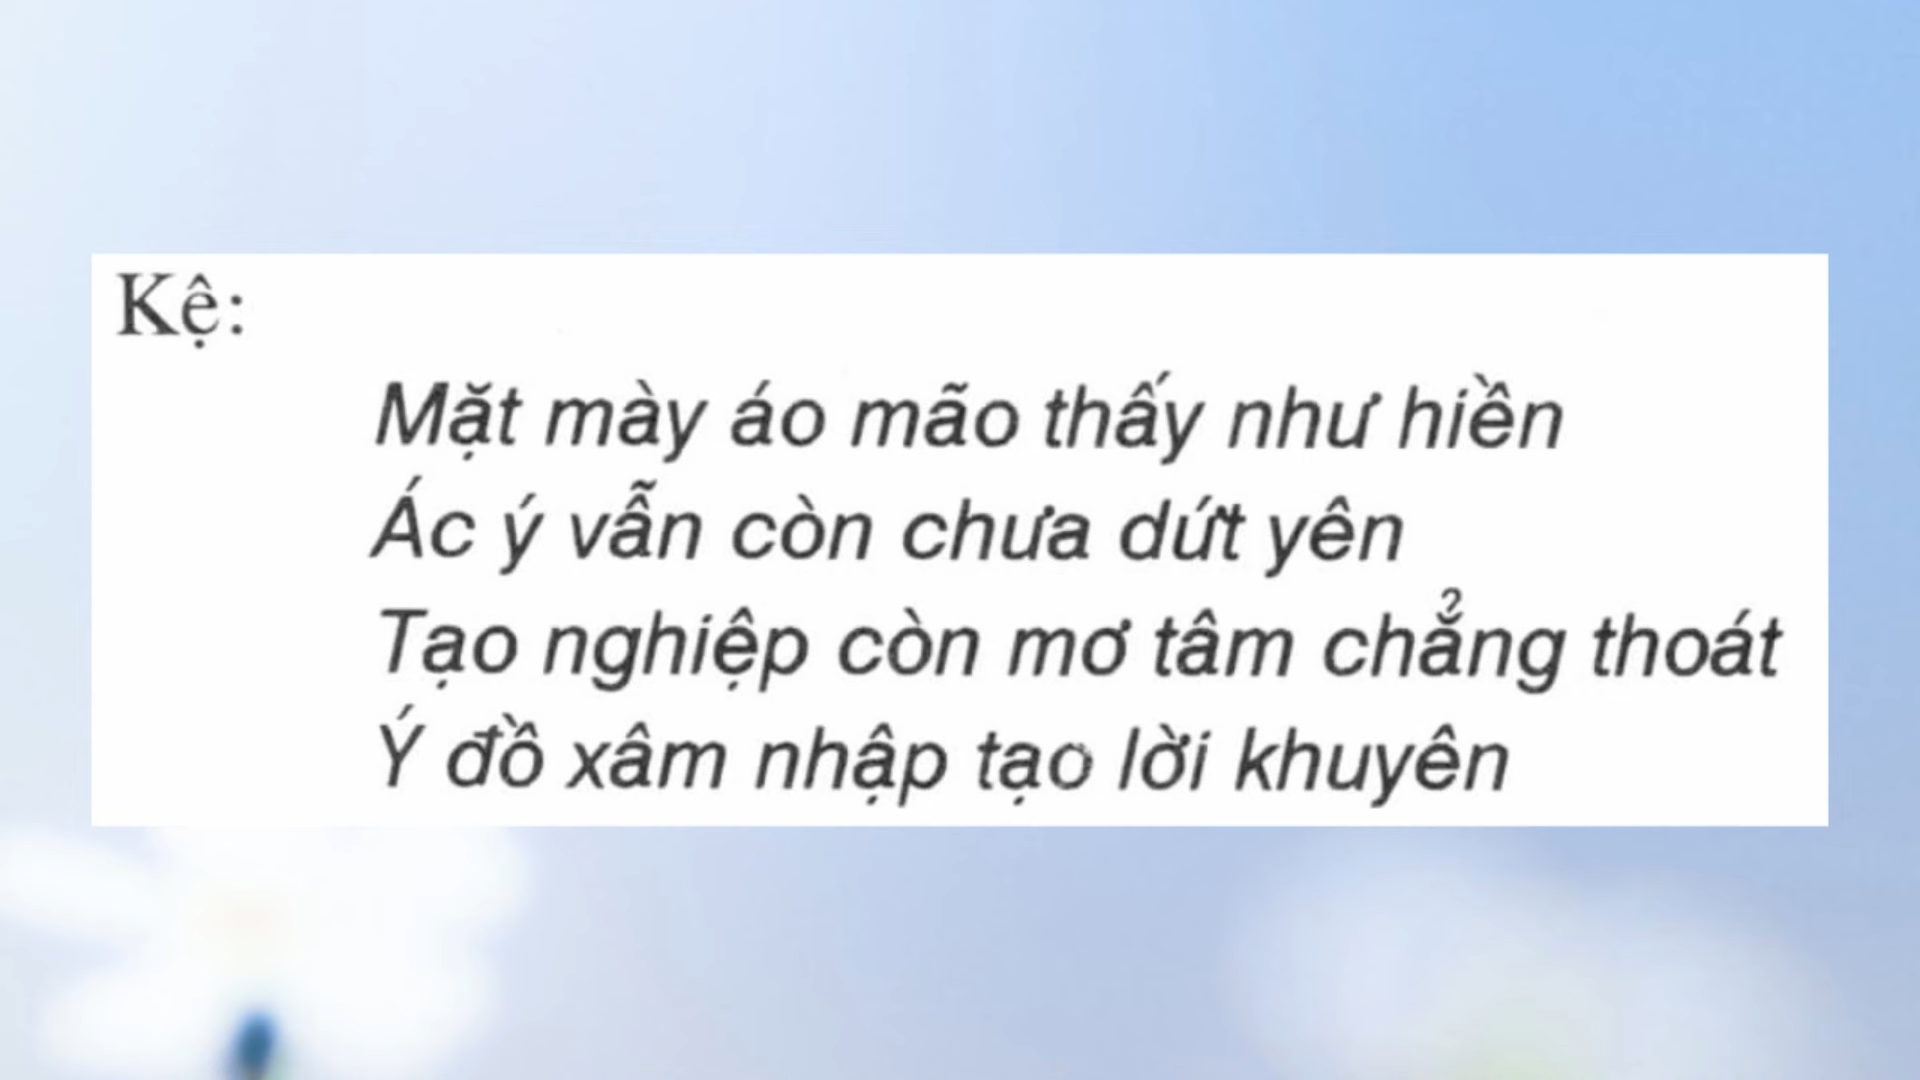 Kệ:
Mặt mày áo mão thấy như hiền
Ác ý vẫn còn chưa dứt yên
Tạo nghiệp còn mơ tâm chẳng thoát
Ý đồ xâm nhập tạo lời khuyên